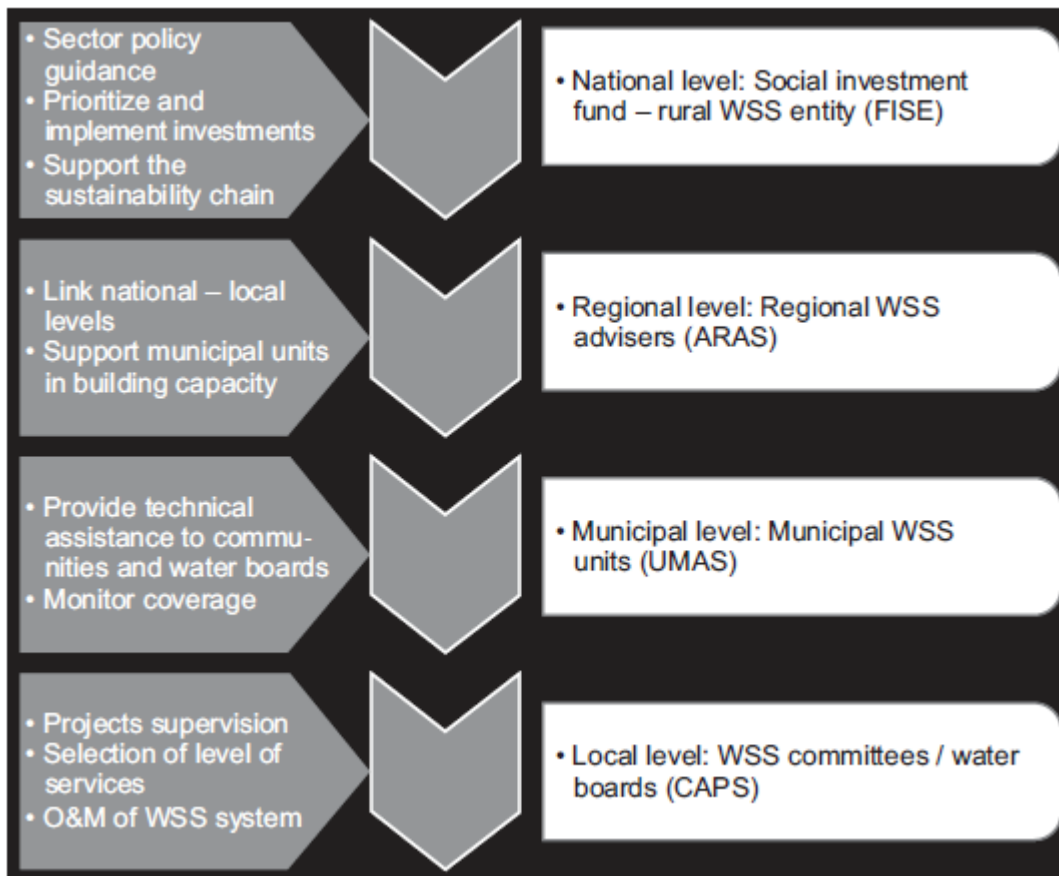 • Sector policy
guidance
• Prioritize and
implement investments
• Support the
sustainability chain
• National level: Social investment
fund – rural WSS entity (FISE)
• Link national – local
levels
• Support municipal units
in building capacity
• Regional level: Regional WSS
advisers (ARAS)
• Provide technical
assistance to commu-
nities and water boards
• Monitor coverage
• Municipal level: Municipal WSS
units (UMAS)
• Projects supervision
• Selection of level of
services
• O&M of WSS system
• Local level: WSS committees / water
boards (CAPS)